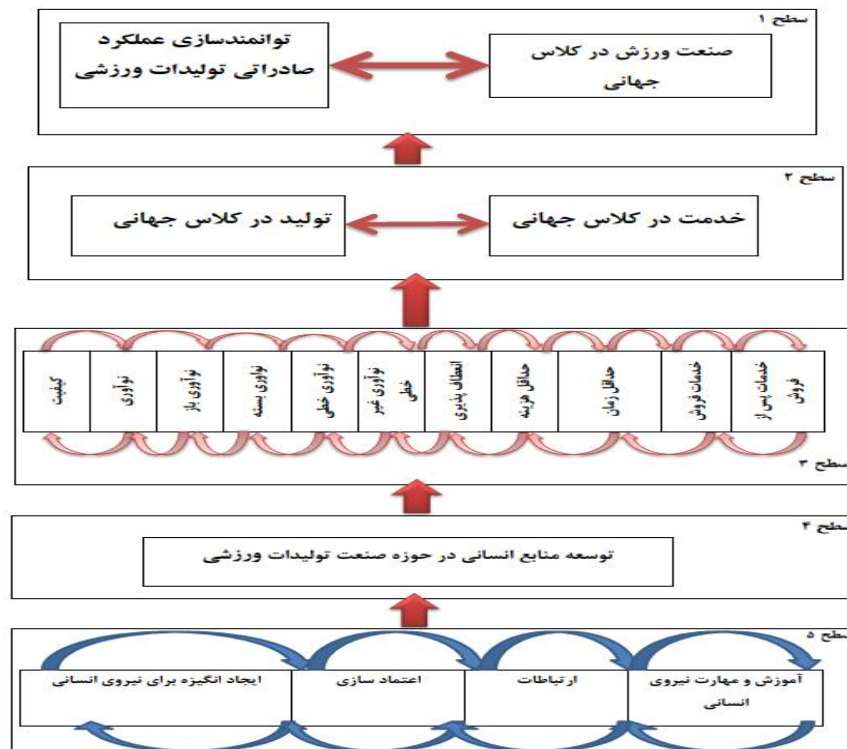 سطح ۱
صنعت ورزش در کلاس
جهانی
توانمندسازی عملکرد
صادراتی تولیدات ورزشی
سطح ۲
خدمت در کلاس جهانی
تولید در کلاس جهانی
خدمات پس از
فروش
خدمات فروش
حداقل زمان
حداقل هزینه
انعطاف پذیری
نوآوری غیر
خطی
نوآوری خطی
نوآوری بسته
نوآوری باز
نوآوری
کیفیت
سطح ۳
سطح ۴
توسعه منابع انسانی در حوزه صنعت تولیدات ورزشی
سطح ۵
آموزش و مهارت نیروی
انسانی
ارتباطات
اعتماد سازی
ایجاد انگیزه برای نیروی انسانی